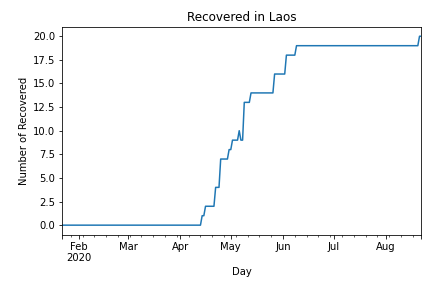 Recovered in Laos
Number of Recovered
20.0
17.5
15.0
12.5
10.0
7.5
5.0
2.5
0.0
Feb
2020
Mar
Apr
May
Jun
Jul
Aug
Day